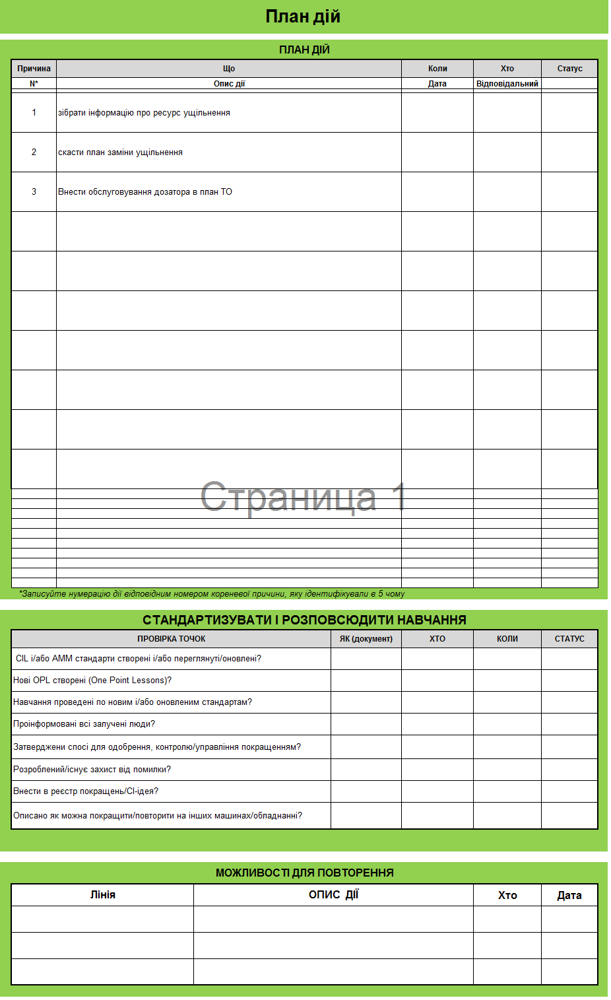 План дій
ПЛАН ДІЙ
Причина Що Коли Хто Статус
N* Опис дії Дата Відповідальний
1 зібрати інформацію про ресурс ущільнення
2 скасти план заміни ущільнення
3 Внести обслуговування дозатора в план ТО
Страница 1
*Записуйте нумерацію дії відповідним номером кореневої причини, яку ідентифікували в 5 чому
СТАНДАРТИЗУВАТИ І РОЗПОВСЮДИТИ НАВЧАННЯ
ПРОВІРКА ТОЧОК ЯК (документ) ХТО КОЛИ СТАТУС
CIL і/або АММ стандарти створені і/або переглянуті/оновлені?
Нові OPL створені (One Point Lessons)?
Навчання проведені по новим і/або оновленим стандартам?
Проінформовані всі залучені люди?
Затверджени спосі для одобрення, контролю/управління покращенням?
Розроблений/існує захист від помилки?
Внести в реєстр покращень/CI-ідея?
Описано як можна покращити/повторити на інших машинах/обладнанні?
МОЖЛИВОСТІ ДЛЯ ПОВТОРЕННЯ
Лінія ОПИС ДІЇ Хто Дата